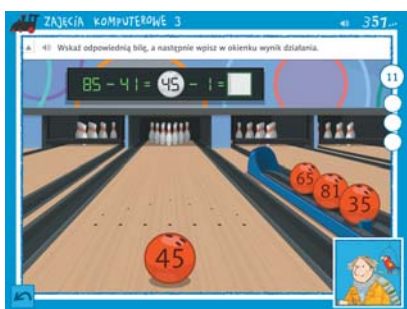 ZAJĘCIA KOMPUTEROWE 3
357...
Wskaż odpowiednią bilę, a następnie wpisz w okienku wynik działania.
85 - 41 = 45 - 1 =
11
65
81
35
45